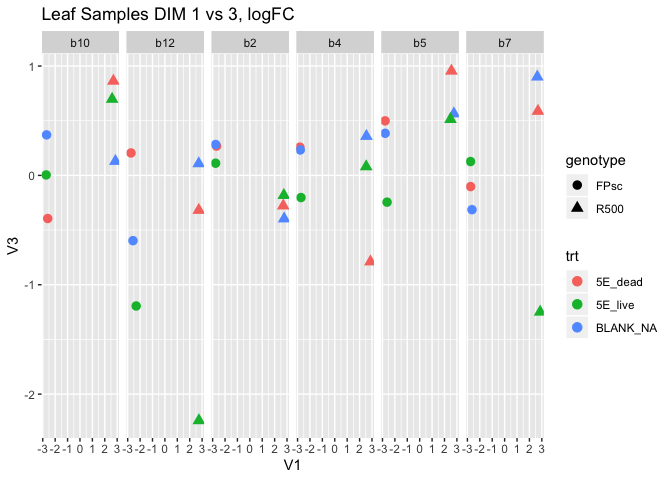 Leaf Samples DIM 1 vs 3, logFC
b10 b12 b2 b4 b5 b7
1
0
-1
-2
V3
-3 -2 -1 0 1 2 3 -3 -2 -1 0 1 2 3 -3 -2 -1 0 1 2 3 -3 -2 -1 0 1 2 3 -3 -2 -1 0 1 2 3 -3 -2 -1 0 1 2 3
V1
genotype
FPsc
R500
trt
5E_dead
5E_live
BLANK_NA